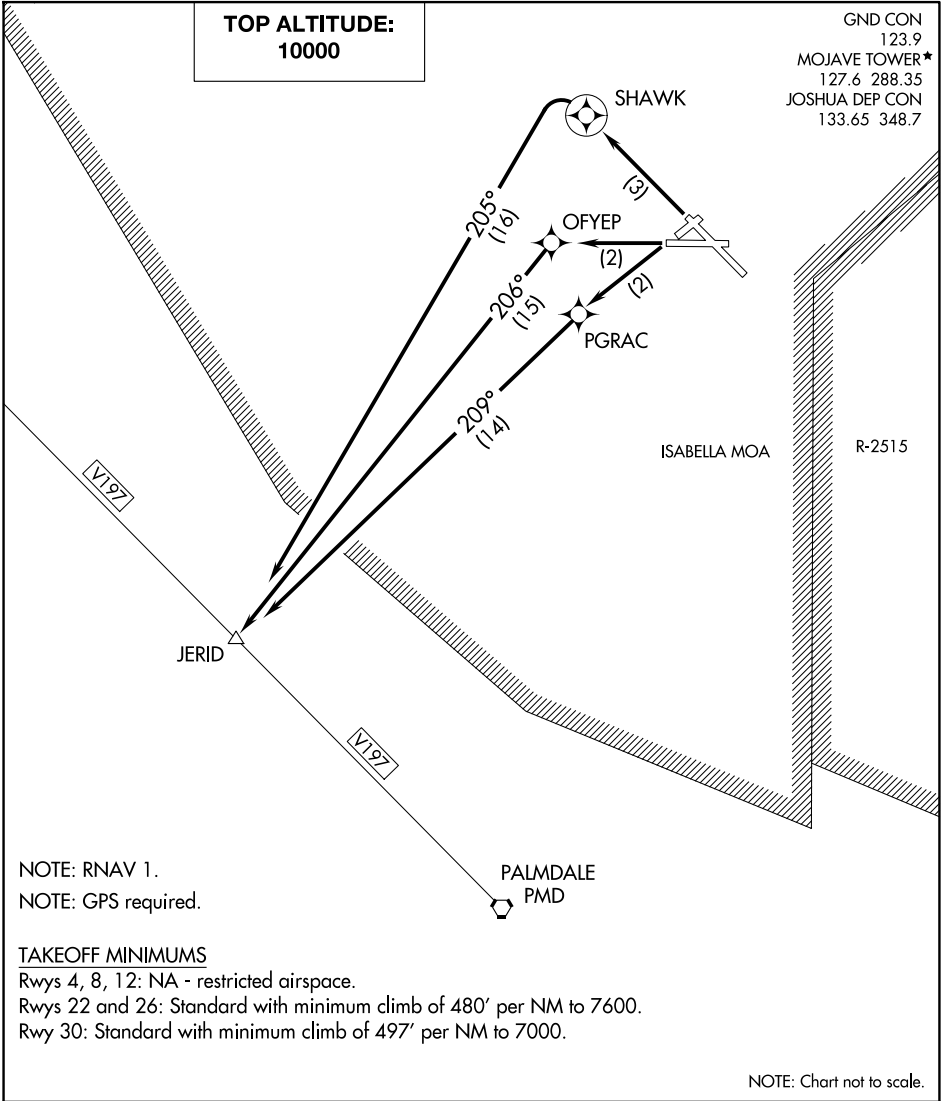 TOP ALTITUDE:
10000
GND CON
123.9
MOJAVE TOWER★
127.6 288.35
JOSHUA DEP CON
133.65 348.7
SHAWK
(3)
205°
(16)
OFYEP
(2)
206°
(15)
(2)
PGRAC
209°
(14)
ISABELLA MOA
R-2515
V197
JERID
V197
PALMDALE
PMD
NOTE: RNAV 1.
NOTE: GPS required.
TAKEOFF MINIMUMS
Rwys 4, 8, 12: NA - restricted airspace.
Rwys 22 and 26: Standard with minimum climb of 480' per NM to 7600.
Rwy 30: Standard with minimum climb of 497' per NM to 7000.
NOTE: Chart not to scale.